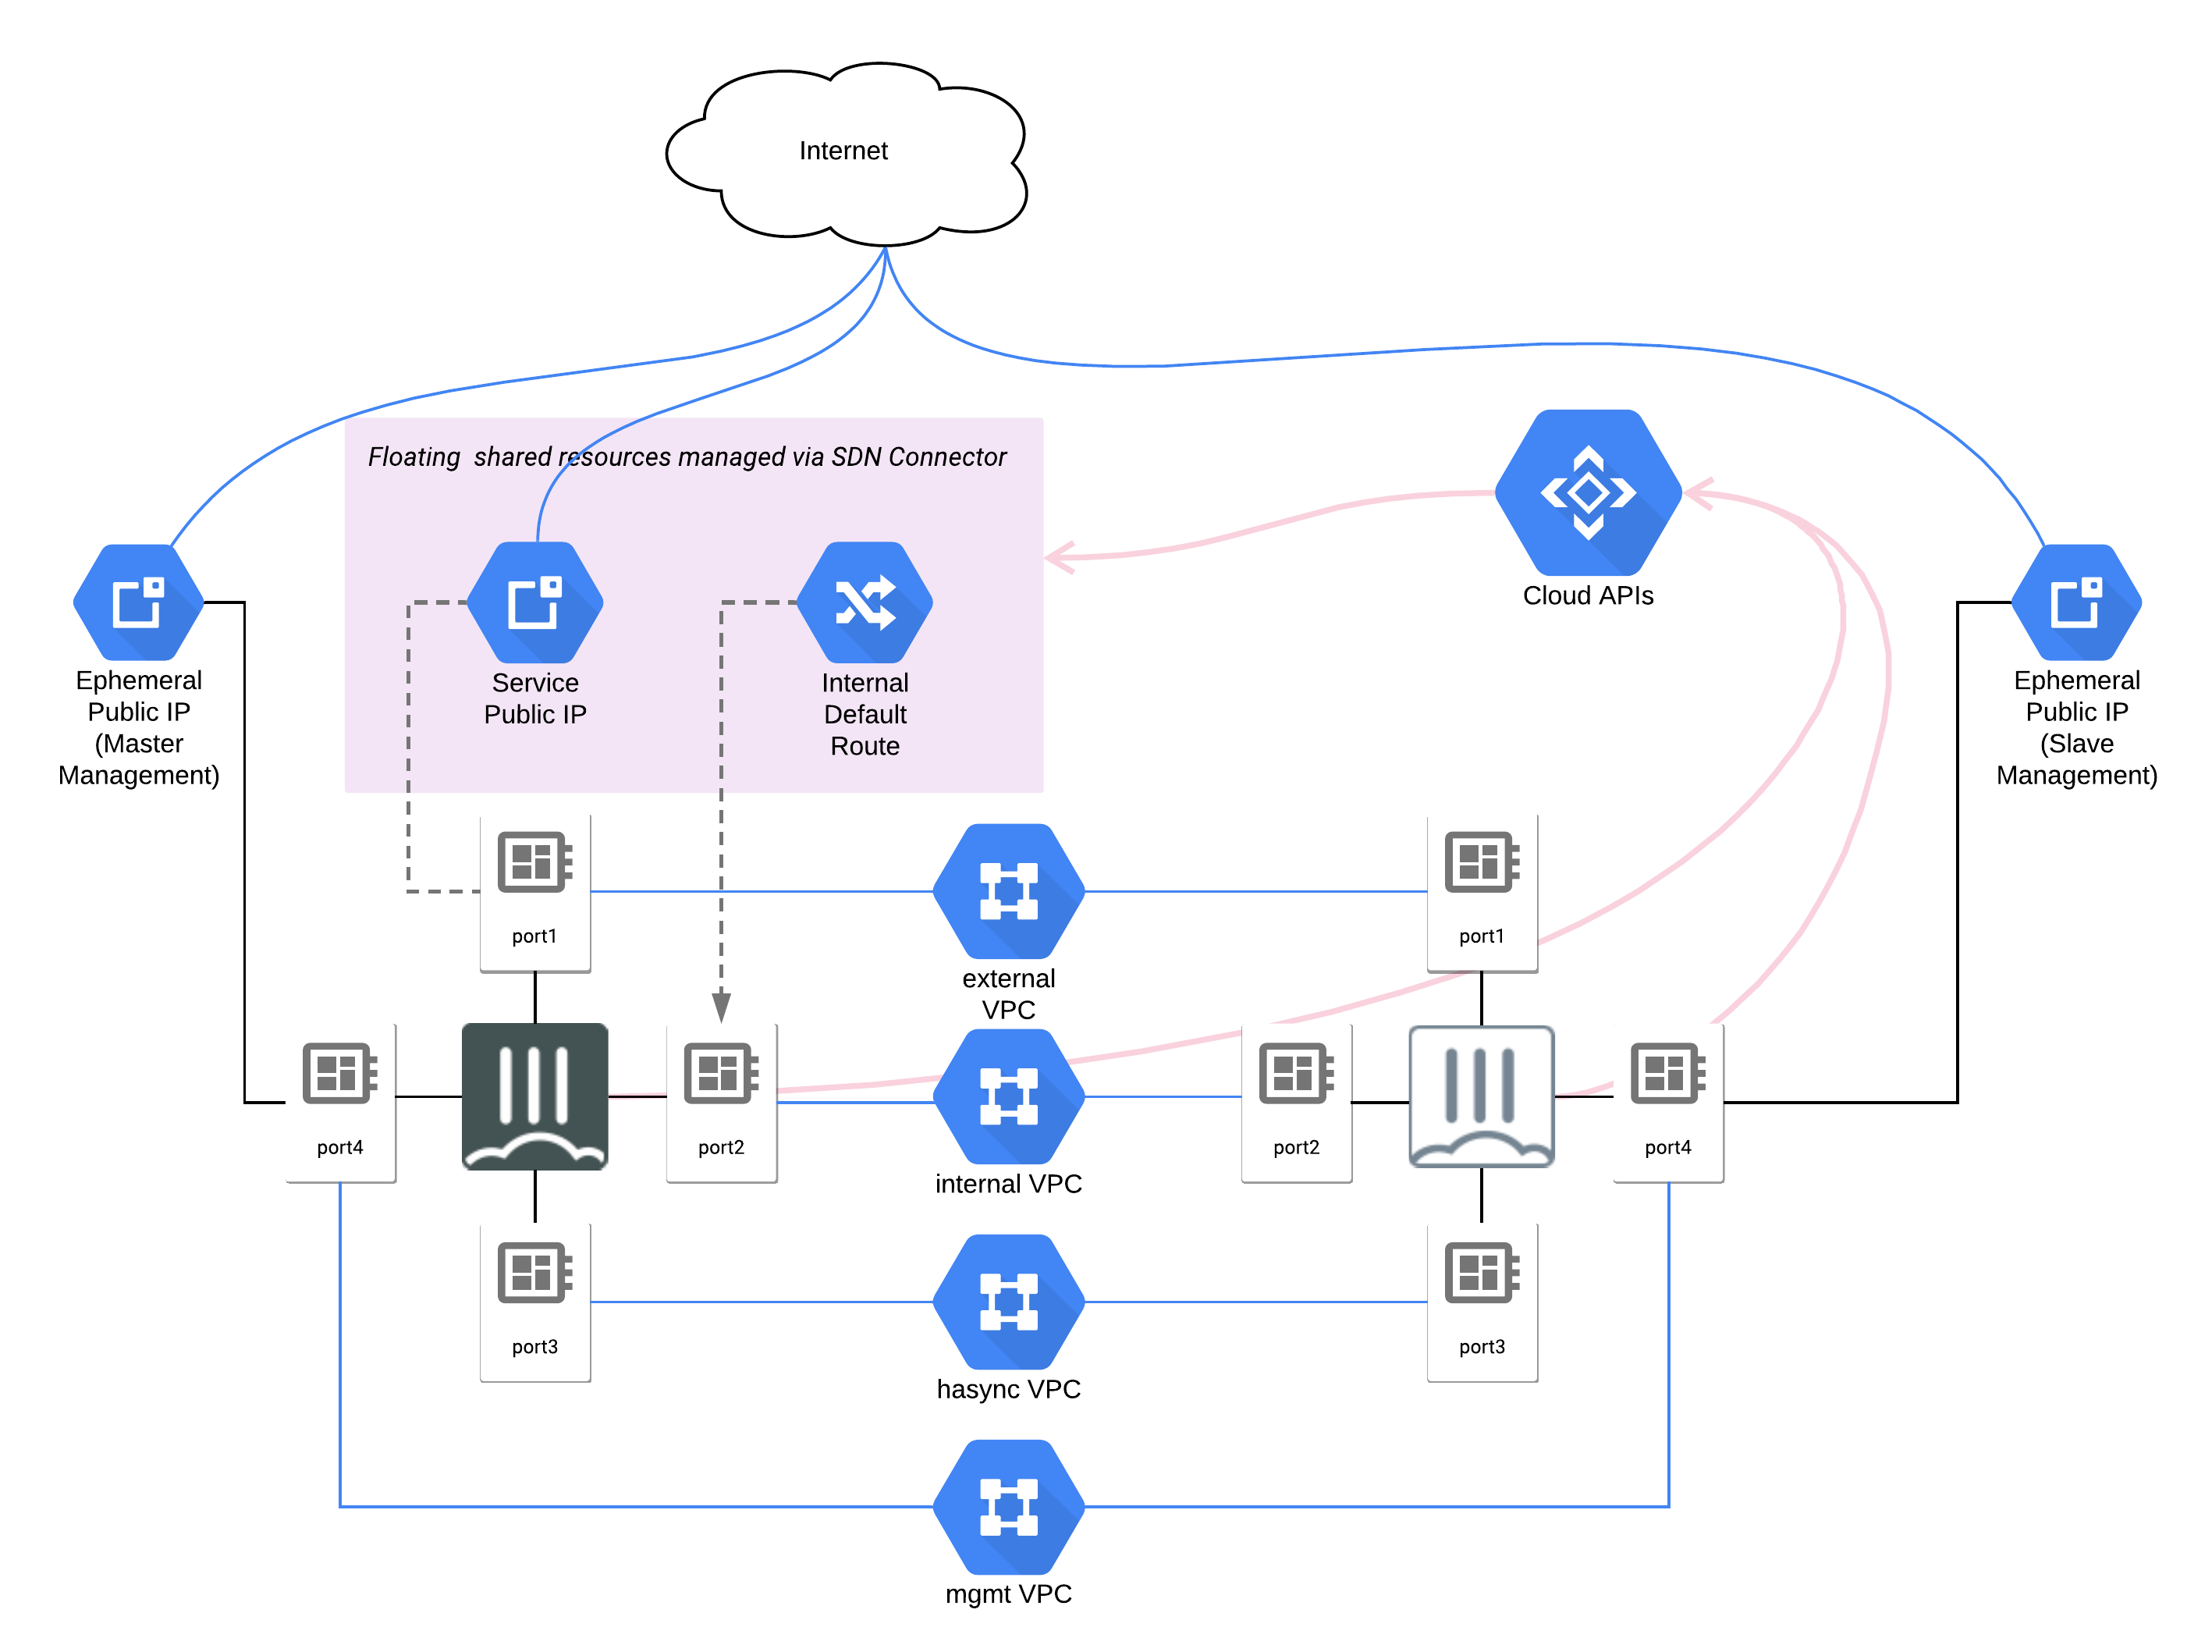 Internet
Floating  shared resources managed via SDN Connector
Cloud APIs
Ephemeral
Public IP
(Master
Management)
Service
Public IP
Internal
Default
Route
Ephemeral
Public IP
(Slave
Management)
port1
external
VPC
port1
port4
port2
internal VPC
port2
port4
port3
hasync VPC
port3
mgmt VPC